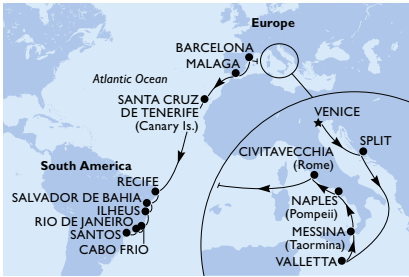 Europe
BARCELONA
MALAGA
Atlantic Ocean
SANTA CRUZ
DE TENERIFE
(Canary Is.)
VENICE
SPLIT
CIVITAVECCHIA
(Rome)
South America
RECIFE
SALVADOR DE BAHIA
ILHEUS
RIO DE JANEIRO
SANTOS
CABO FRIO
NAPLES
(Pompeii)
MESSINA
(Taormina)
VALLETTA